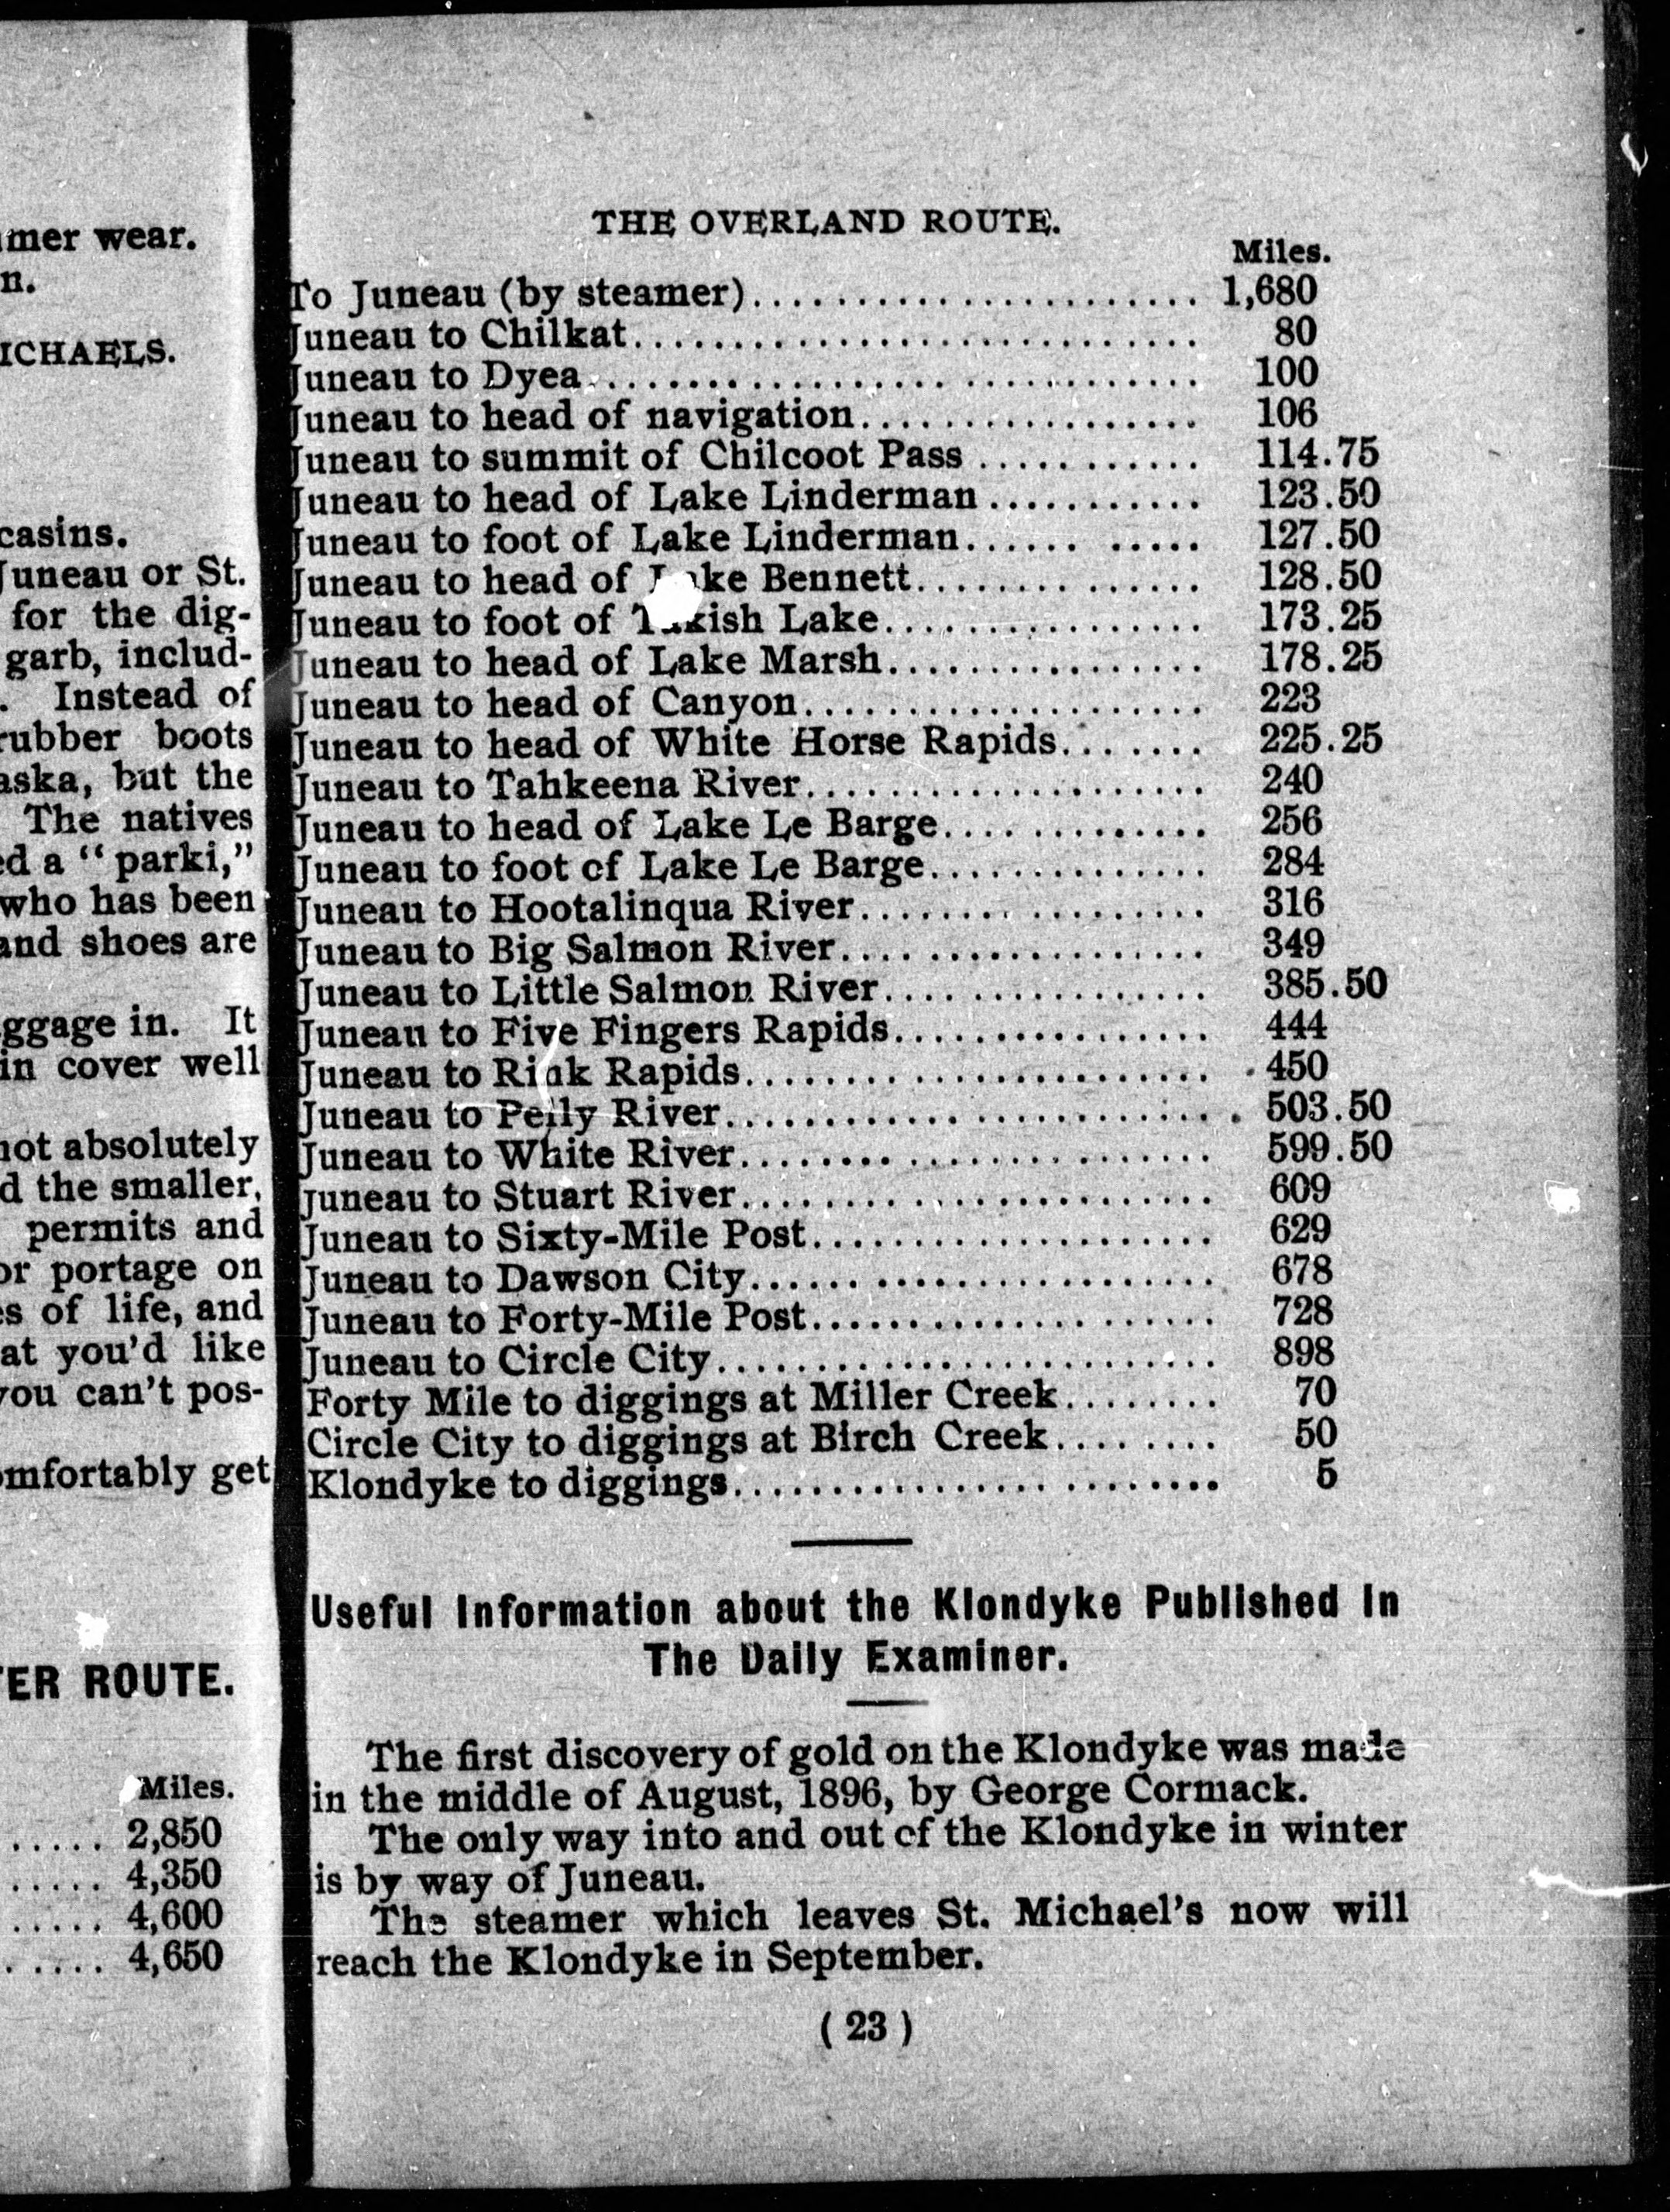 mer wear.
n.
ICHAELS.
casins.
Juneau or St.
for the dig-
garb, includ-
. Instead of
rubber boots
aska, but the
The natives
ed a “ parki,”
who has been
and shoes are
ggage in. It
in cover well
not absolutely
d the smaller,
permits and
or portage on
es of life, and
at you'd like
you can't pos-
omfortably get
TER ROUTE.
Miles.
..... 2,850
..... 4,350
..... 4,600
..... 4,650
THE OVERLAND ROUTE.
Miles.
To Juneau (by steamer)...................... 1,680
Juneau to Chilkat............................ 80
Juneau to Dyea.............................. 100
Juneau to head of navigation................. 106
Juneau to summit of Chilcoot Pass ........... 114.75
Juneau to head of Lake Linderman ........... 123.50
Juneau to foot of Lake Linderman...... ..... 127.50
Juneau to head of Lake Bennett.............. 128.50
Juneau to foot of kish Lake................ 173.25
Juneau to head of Lake Marsh................ 178.25
Juneau to head of Canyon.................... 223
Juneau to head of White Horse Rapids....... 225.25
Juneau to Tahkeena River.................... 240
Juneau to head of Lake Le Barge............. 256
Juneau to foot of Lake Le Barge.............. 284
Juneau to Hootalinqua River................. 316
Juneau to Big Salmon River.................. 349
Juneau to Little Salmon River................ 385.50
Juneau to Five Fingers Rapids................ 444
Juneau to Rink Rapids....................... 450
Juneau to Pelly River......................... 503.50
Juneau to White River....................... 599.50
Juneau to Stuart River....................... 609
Juneau to Sixty-Mile Post.................... 629
Juneau to Dawson City....................... 678
Juneau to Forty-Mile Post.................... 728
Juneau to Circle City......................... 898
Forty Mile to diggings at Miller Creek........ 70
Circle City to diggings at Birch Creek........ 50
Klondyke to diggings........................ 5
Useful Information about the Klondyke Published In
The Daily Examiner.
The first discovery of gold on the Klondyke was made
in the middle of August, 1896, by George Cormack.
The only way into and out of the Klondyke in winter
is by way of Juneau.
The steamer which leaves St. Michael's now will
reach the Klondyke in September.
( 23 )